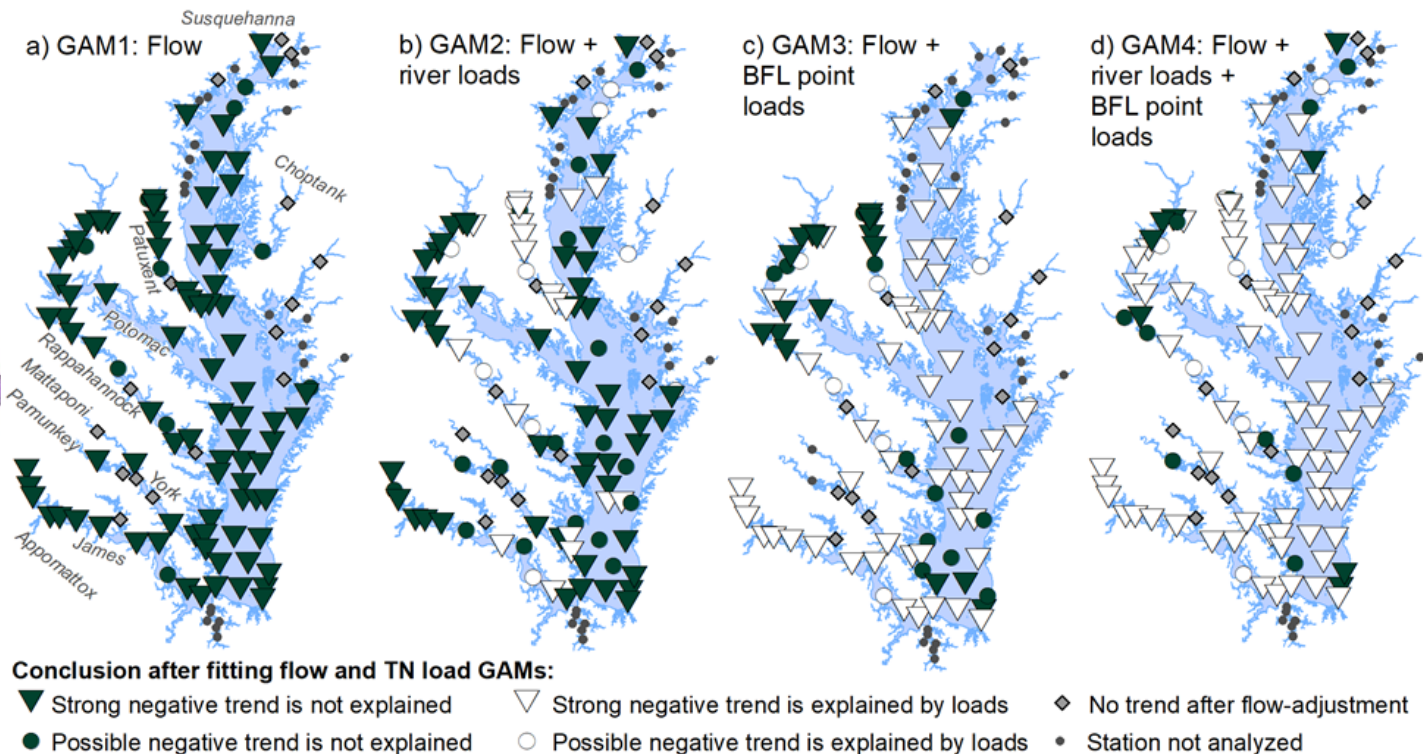 Susquehanna
a) GAM1: Flow
b) GAM2: Flow +
river loads
c) GAM3: Flow +
BFL point
loads
d) GAM4: Flow +
river loads +
BFL point
loads
Choptank
Patuxent
Potomac
Rappahannock
Mattaponi
Pamunkey
York
James
Appomattox
Conclusion after fitting flow and TN load GAMs:
Strong negative trend is not explained
Strong negative trend is explained by loads
No trend after flow-adjustment
Possible negative trend is not explained
Possible negative trend is explained by loads
Station not analyzed